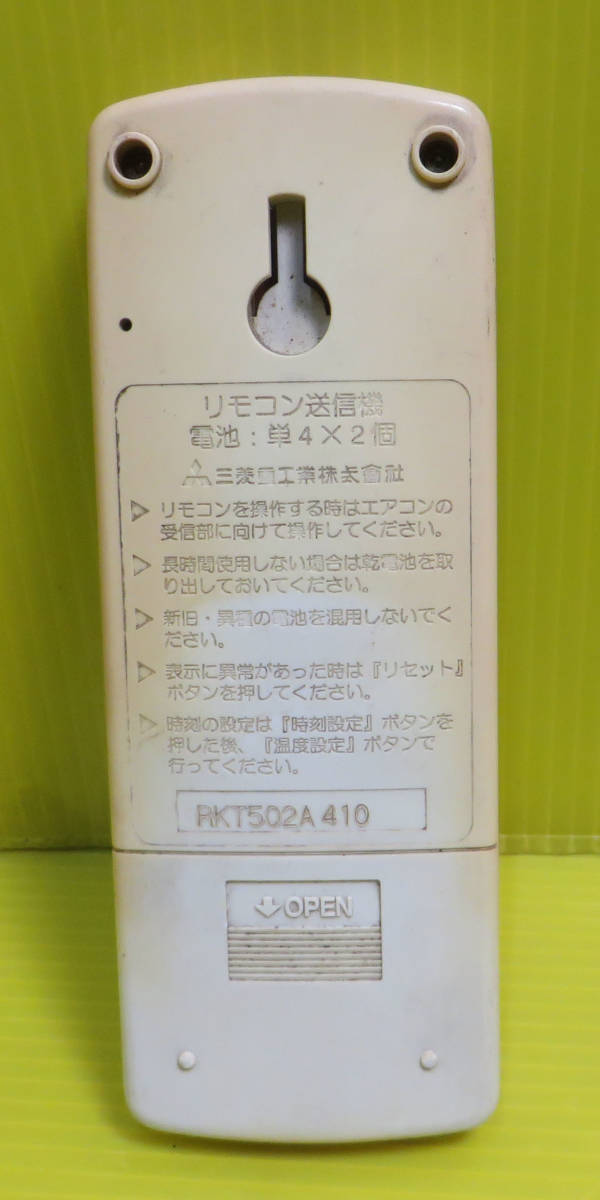 リモコン送信機
電池：単4×2個
三菱重工業株式會社
▷ リモコンを操作する時はエアコンの
受信部に向けて操作してください。
▷ 長時間使用しない場合は乾電池を取
り出しておいてください。
▷ 新旧・異種の電池を混用しないでく
ださい。
▷ 表示に異常があった時は『リセット』
ボタンを押してください。
▷ 時刻の設定は『時刻設定』ボタンを
押した後、『温度設定』ボタンで
行ってください。
RKT502A 410
OPEN